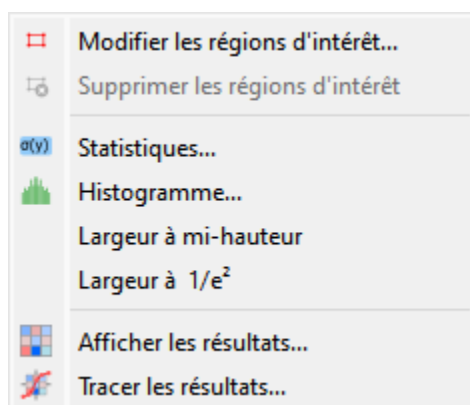 Modifier les régions d'intérêt...
Supprimer les régions d'intérêt
σ(y) Statistiques...
Histogramme...
Largeur à mi-hauteur
Largeur à 1/e²
Afficher les résultats...
Tracer les résultats...